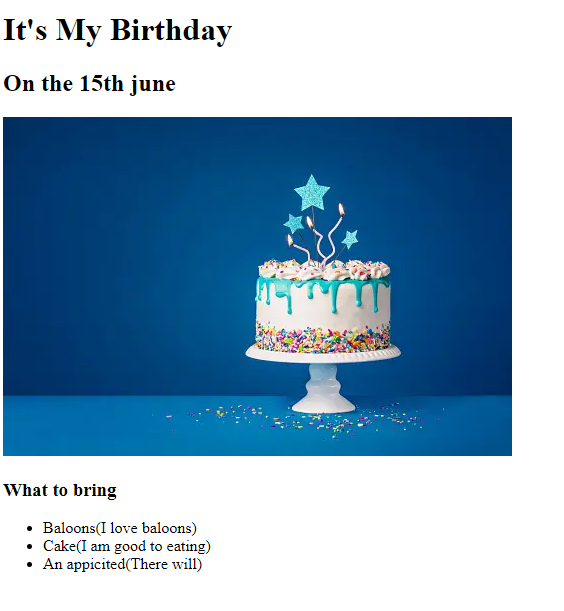 It's My Birthday
On the 15th june
What to bring
Baloons(I love baloons)
Cake(I am good to eating)
An appicited(There will)